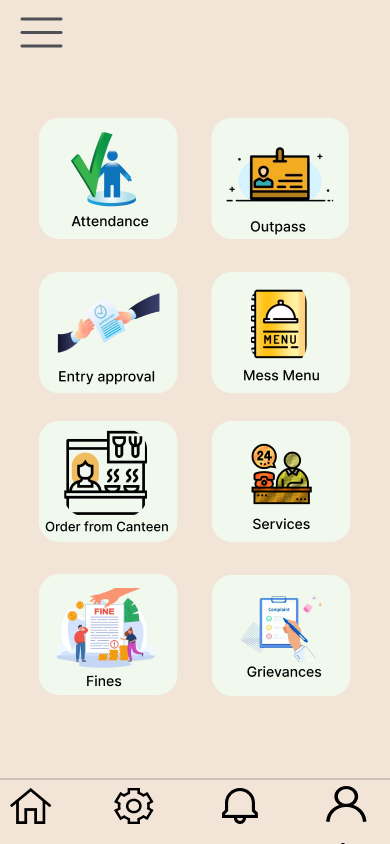 Attendance
Outpass
Entry approval
MENU
Mess Menu
Order from Canteen
24
Services
FINE
Fines
Complaint
Grievances